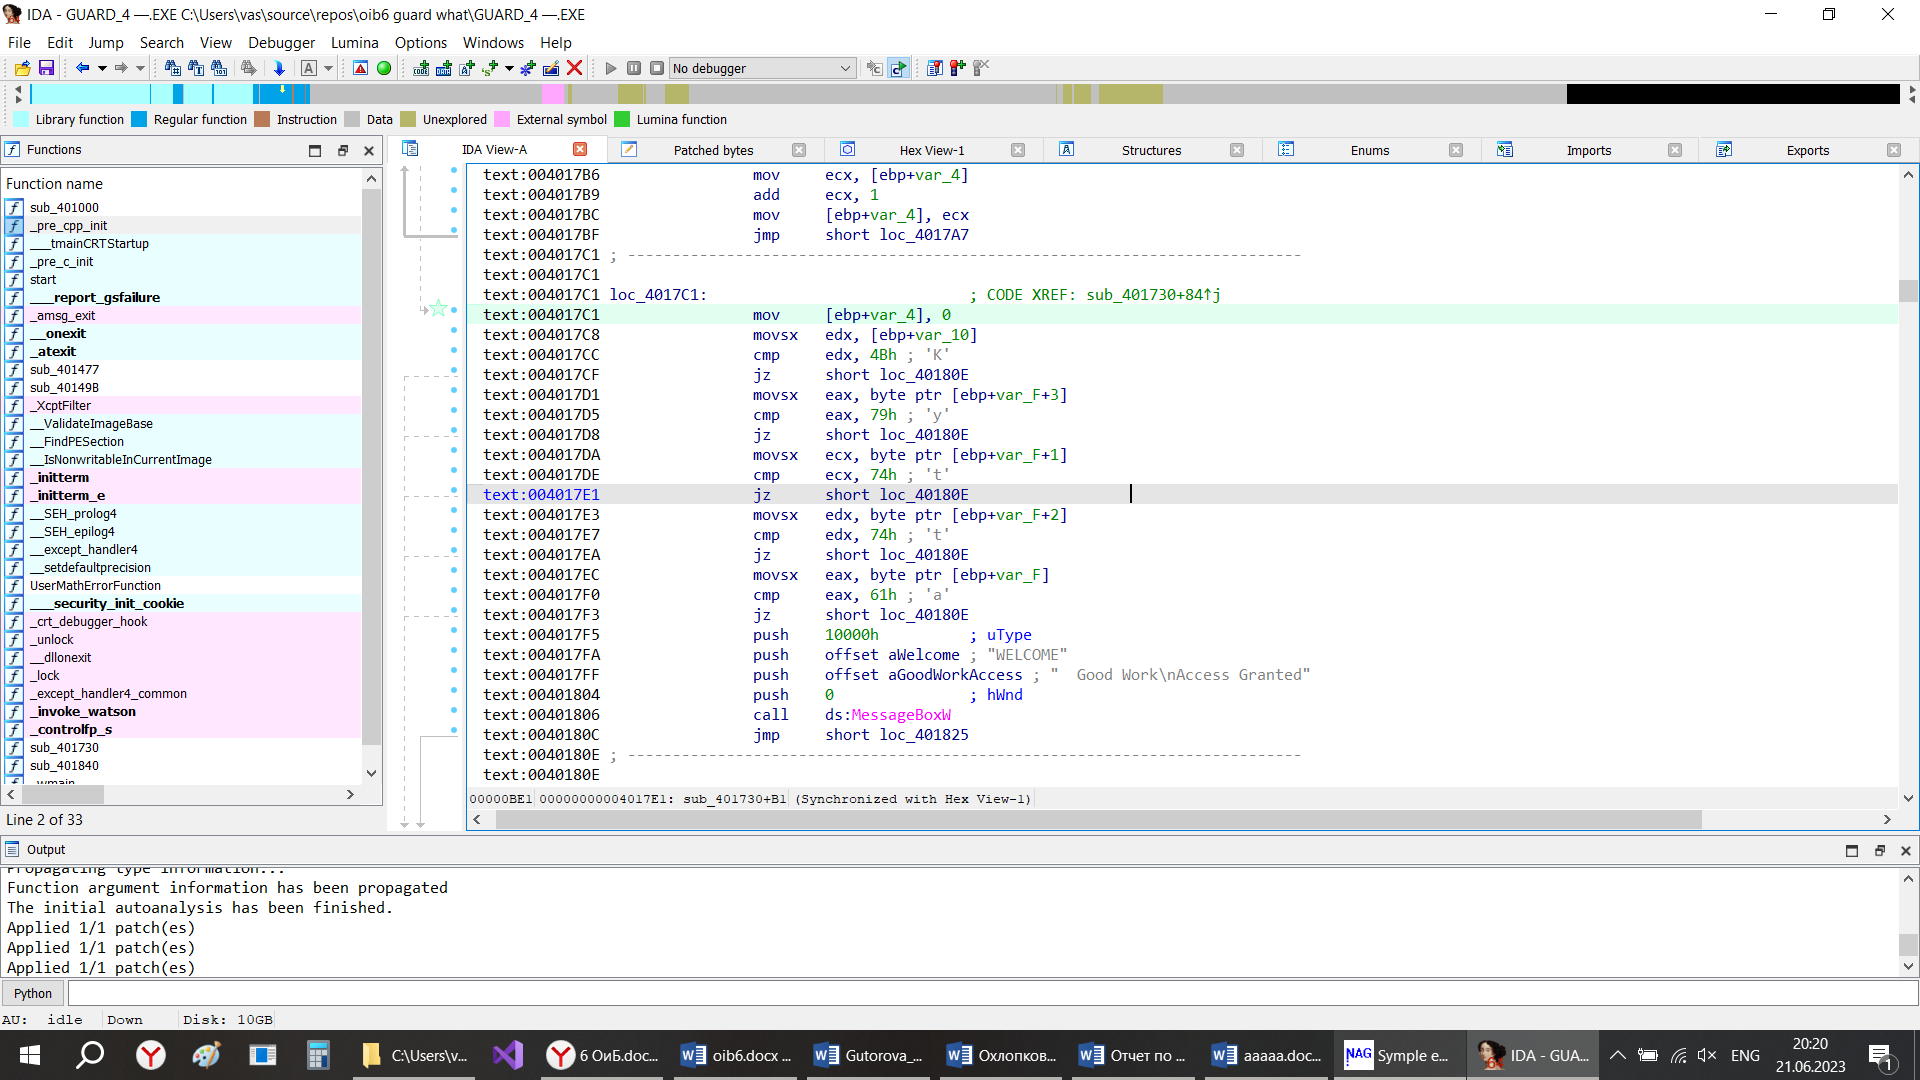 IDA - GUARD_4 —.EXE C:\Users\vas\source\repos\oib6 guard what\GUARD_4 —.EXE
File Edit Jump Search View Debugger Lumina Options Windows Help
No debugger
Library function Regular function Instruction Data Unexplored External symbol Lumina function
Functions
IDA View-A Patched bytes Hex View-1 Structures Enums Imports Exports
Function name
sub_401000
_pre_cpp_init
___tmainCRTStartup
_pre_c_init
start
___report_gsfailure
_amsg_exit
__onexit
_atexit
sub_401477
sub_40149B
_XcptFilter
__ValidateImageBase
__FindPESection
__IsNonwritableInCurrentImage
_initterm
_initterm_e
__SEH_prolog4
__SEH_epilog4
__except_handler4
__setdefaultprecision
UserMathErrorFunction
___security_init_cookie
_crt_debugger_hook
_unlock
__dllonexit
_lock
_except_handler4_common
_invoke_watson
_controlfp_s
sub_401730
sub_401840
_wmain
Line 2 of 33
text:004017B6 mov ecx, [ebp+var_4]
text:004017B9 add ecx, 1
text:004017BC mov [ebp+var_4], ecx
text:004017BF jmp short loc_4017A7
text:004017C1 ; ---------------------------------------------------------------------------
text:004017C1
text:004017C1 loc_4017C1: ; CODE XREF: sub_401730+84↑j
text:004017C1 mov [ebp+var_4], 0
text:004017C8 movsx edx, [ebp+var_10]
text:004017CC cmp edx, 4Bh ; 'K'
text:004017CF jz short loc_40180E
text:004017D1 movsx eax, byte ptr [ebp+var_F+3]
text:004017D5 cmp eax, 79h ; 'y'
text:004017D8 jz short loc_40180E
text:004017DA movsx ecx, byte ptr [ebp+var_F+1]
text:004017DE cmp ecx, 74h ; 't'
text:004017E1 jz short loc_40180E
text:004017E3 movsx edx, byte ptr [ebp+var_F+2]
text:004017E7 cmp edx, 74h ; 't'
text:004017EA jz short loc_40180E
text:004017EC movsx eax, byte ptr [ebp+var_F]
text:004017F0 cmp eax, 61h ; 'a'
text:004017F3 jz short loc_40180E
text:004017F5 push 10000h ; uType
text:004017FA push offset aWelcome ; "WELCOME"
text:004017FF push offset aGoodWorkAccess ; "  Good Work\nAccess Granted"
text:00401804 push 0 ; hWnd
text:00401806 call ds:MessageBoxW
text:0040180C jmp short loc_401825
text:0040180E ; ---------------------------------------------------------------------------
text:0040180E
00000BE1 00000000004017E1: sub_401730+B1 (Synchronized with Hex View-1)
Output
Propagating type information...
Function argument information has been propagated
The initial autoanalysis has been finished.
Applied 1/1 patch(es)
Applied 1/1 patch(es)
Applied 1/1 patch(es)
Python
AU: idle Down Disk: 10GB
C:\Users\v... 6 ОиБ.doc... oib6.docx ... Gutorova_... Охлопков... Отчет по ... ааааа.doc... NAG Symple e... IDA - GUA... ENG 20:20
21.06.2023
1